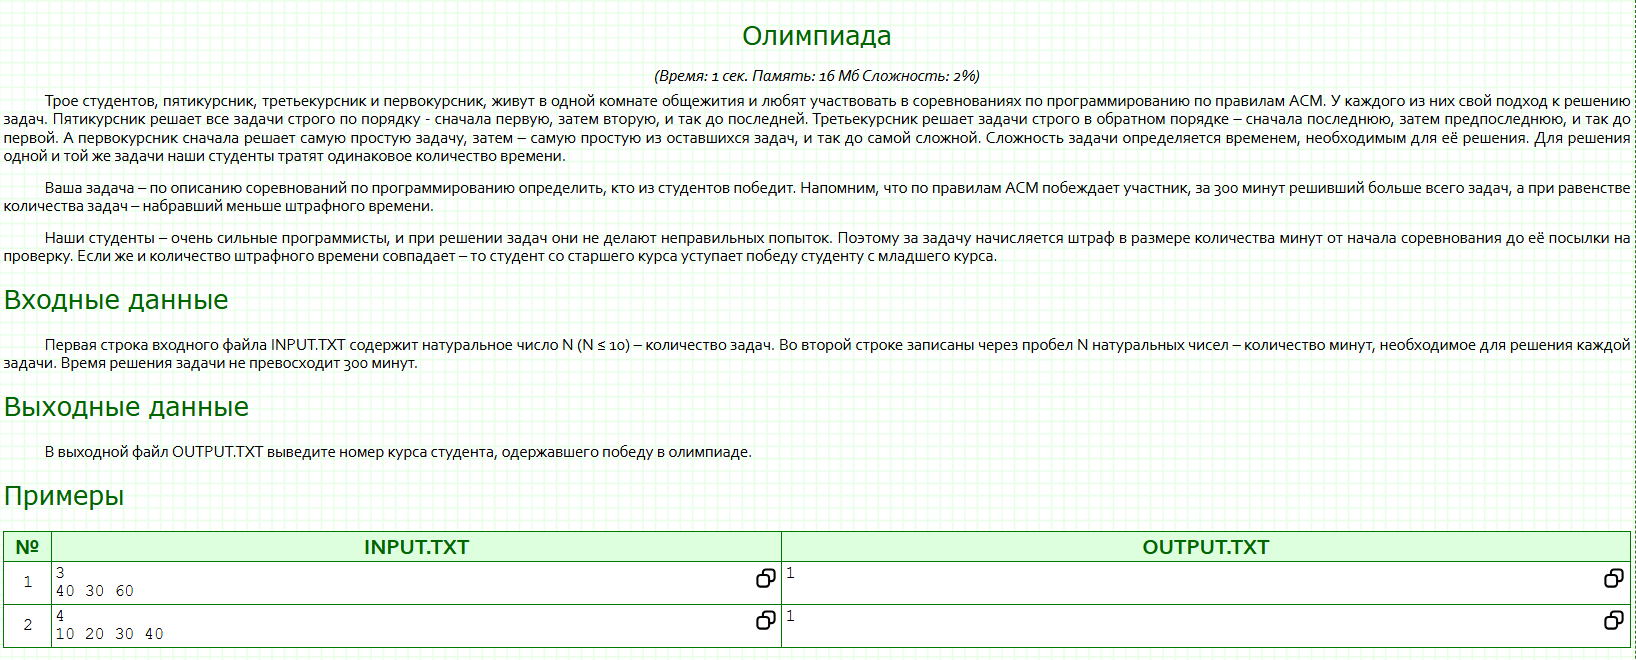 Олимпиада
(Время: 1 сек. Память: 16 Мб Сложность: 2%)
Трое студентов, пятикурсник, третьекурсник и первокурсник, живут в одной комнате общежития и любят участвовать в соревнованиях по программированию по правилам ACM. У каждого из них свой подход к решению
задач. Пятикурсник решает все задачи строго по порядку - сначала первую, затем вторую, и так до последней. Третьекурсник решает задачи строго в обратном порядке – сначала последнюю, затем предпоследнюю, и так до
первой. А первокурсник сначала решает самую простую задачу, затем – самую простую из оставшихся задач, и так до самой сложной. Сложность задачи определяется временем, необходимым для её решения. Для решения
одной и той же задачи наши студенты тратят одинаковое количество времени.
Ваша задача – по описанию соревнований по программированию определить, кто из студентов победит. Напомним, что по правилам ACM побеждает участник, за 300 минут решивший больше всего задач, а при равенстве
количества задач – набравший меньше штрафного времени.
Наши студенты – очень сильные программисты, и при решении задач они не делают неправильных попыток. Поэтому за задачу начисляется штраф в размере количества минут от начала соревнования до её посылки на
проверку. Если же и количество штрафного времени совпадает – то студент со старшего курса уступает победу студенту с младшего курса.
Входные данные
Первая строка входного файла INPUT.TXT содержит натуральное число N (N ≤ 10) – количество задач. Во второй строке записаны через пробел N натуральных чисел – количество минут, необходимое для решения каждой
задачи. Время решения задачи не превосходит 300 минут.
Выходные данные
В выходной файл OUTPUT.TXT выведите номер курса студента, одержавшего победу в олимпиаде.
Примеры
№ INPUT.TXT OUTPUT.TXT
1 3 1
40 30 60
2 4 1
10 20 30 40